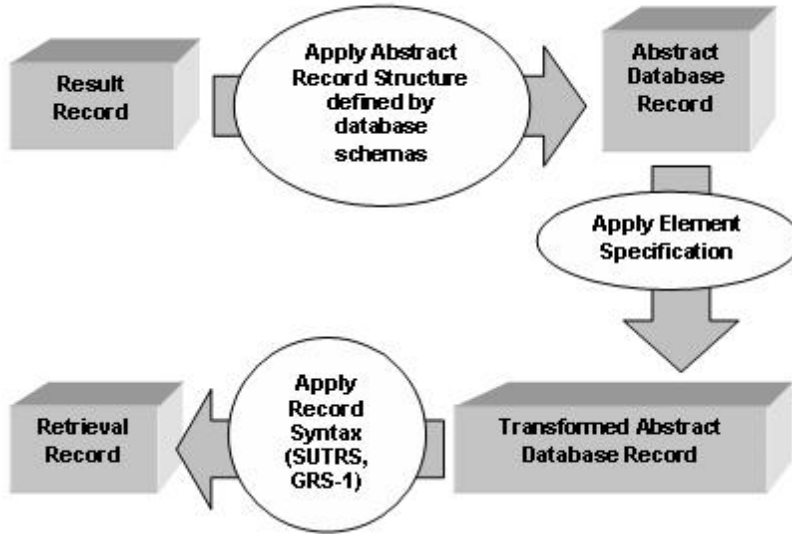 Result
Record
Apply Abstract
Record Structure
defined by
database
schemas
Abstract
Database
Record
Apply Element
Specification
Transformed Abstract
Database Record
Apply
Record
Syntax
(SUTRS,
GRS-1)
Retrieval
Record